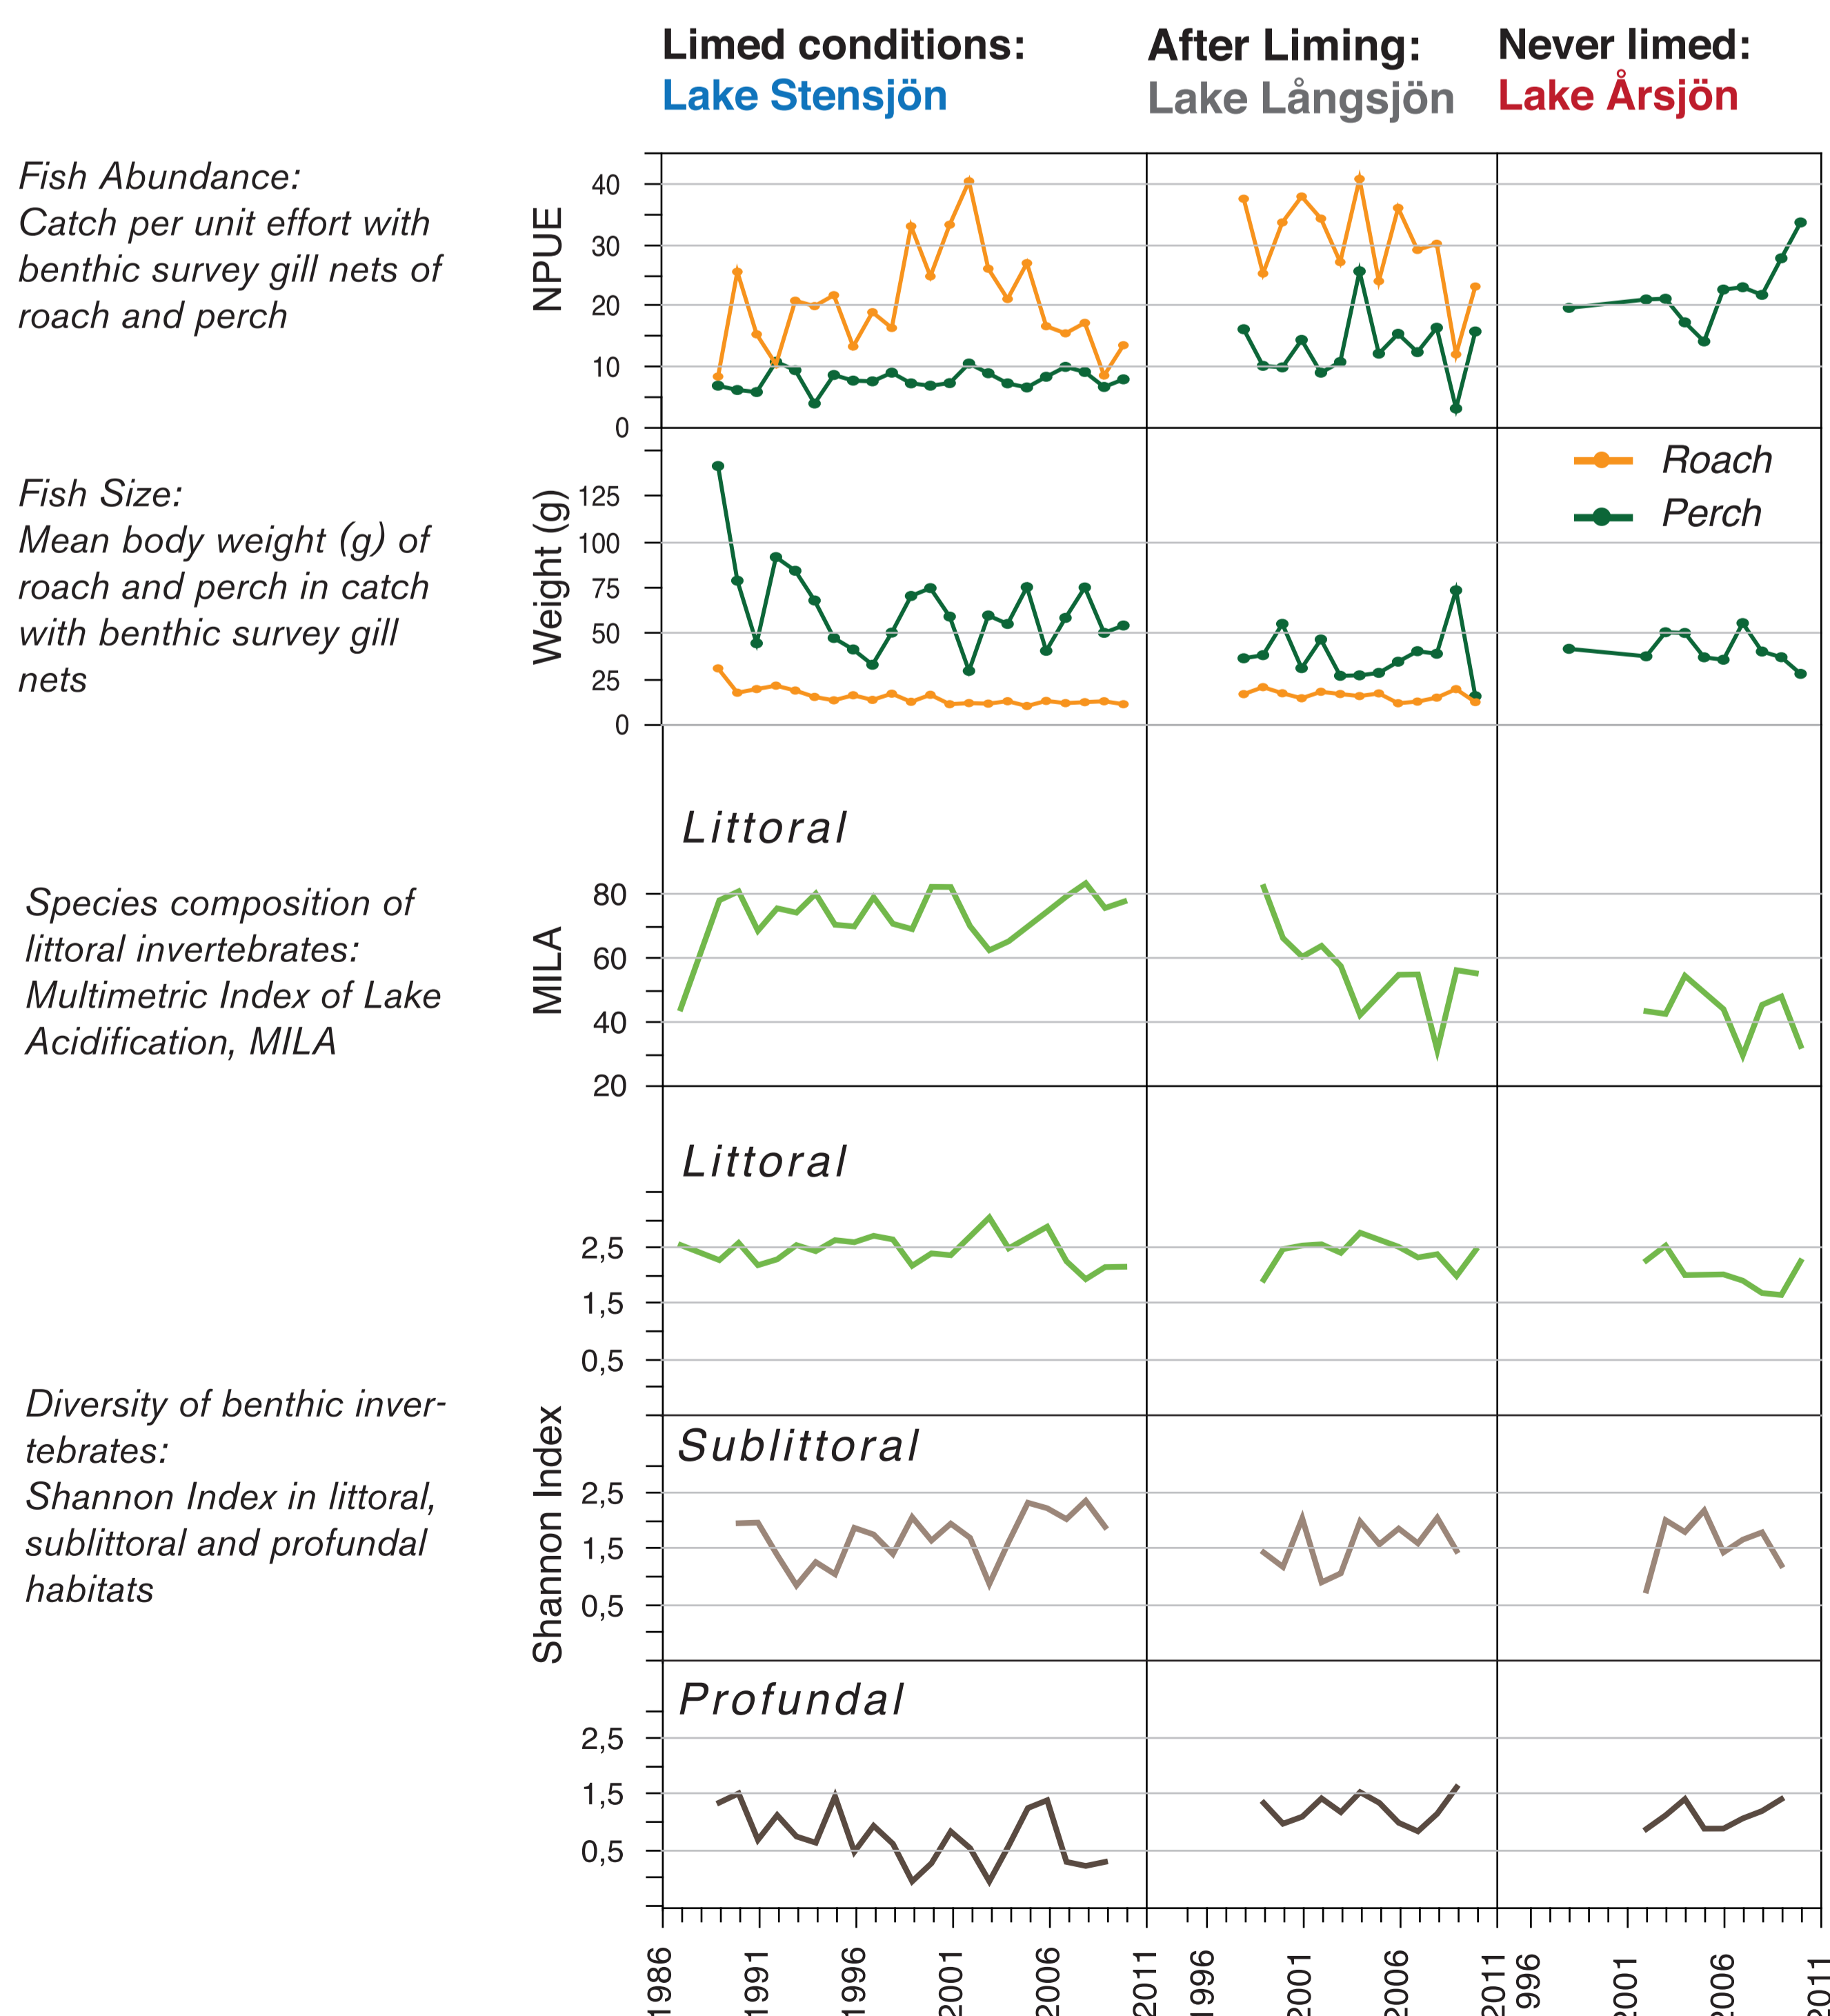 Limed conditions:
Lake Stensjön
After Liming:
Lake Långsjön
Never limed:
Lake Årsjön
Fish Abundance:
Catch per unit effort with
benthic survey gill nets of
roach and perch
NPUE
40
30
20
10
0
Fish Size:
Mean body weight (g) of
roach and perch in catch
with benthic survey gill
nets
Weight (g)
125
100
75
50
25
0
Roach
Perch
Littoral
Species composition of
littoral invertebrates:
Multimetric Index of Lake
Acidification, MILA
MILA
80
60
40
20
Littoral
2,5
1,5
0,5
Diversity of benthic inver-
tebrates:
Shannon Index in littoral,
sublittoral and profundal
habitats
Shannon Index
Sublittoral
2,5
1,5
0,5
Profundal
2,5
1,5
0,5
1986
1991
1996
2001
2006
2011
1996
2001
2006
2011
996
2001
2006
2011